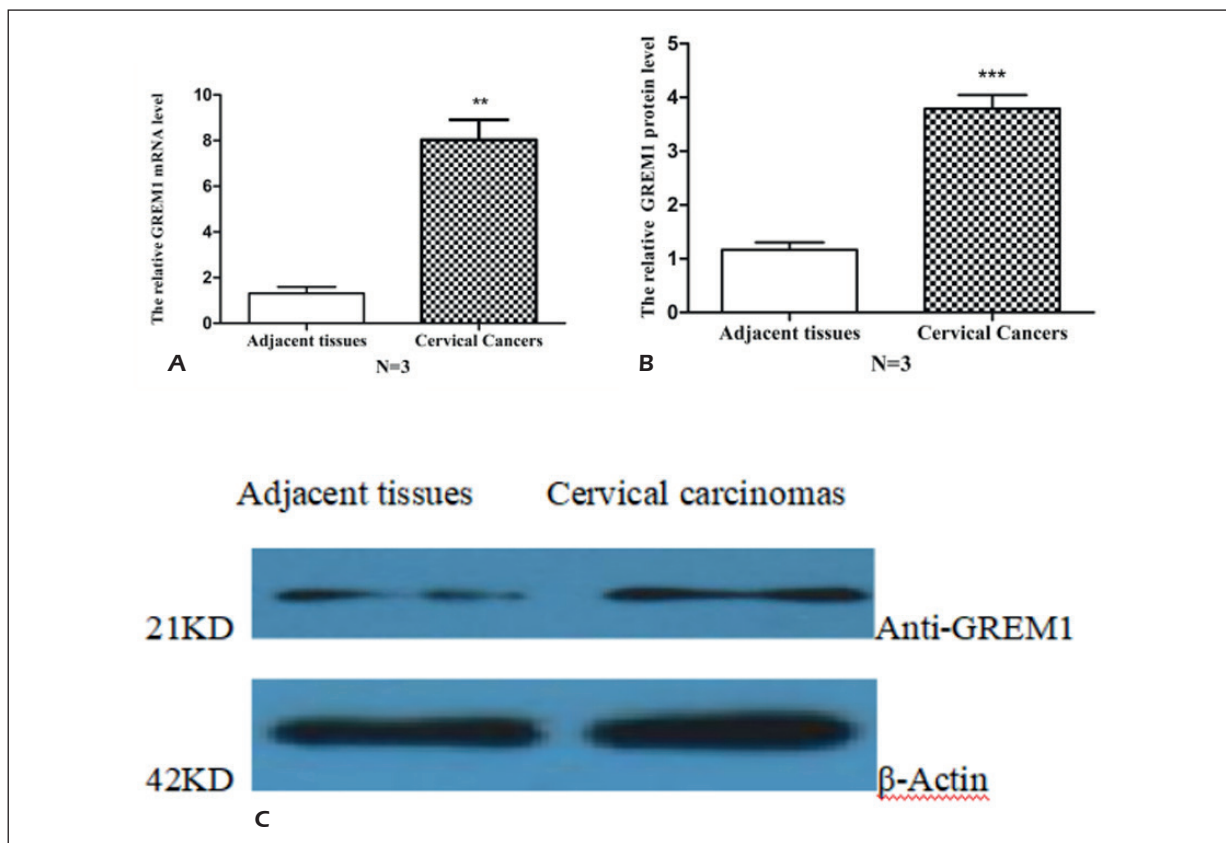 The relative GREM1 mRNA level
10
8
6
4
2
0
**
Adjacent tissues Cervical Cancers
N=3
A
The relative GREM1 protein level
5
4
3
2
1
0
***
Adjacent tissues Cervical Cancers
N=3
B
Adjacent tissues Cervical carcinomas
21KD Anti-GREM1
42KD β-Actin
C